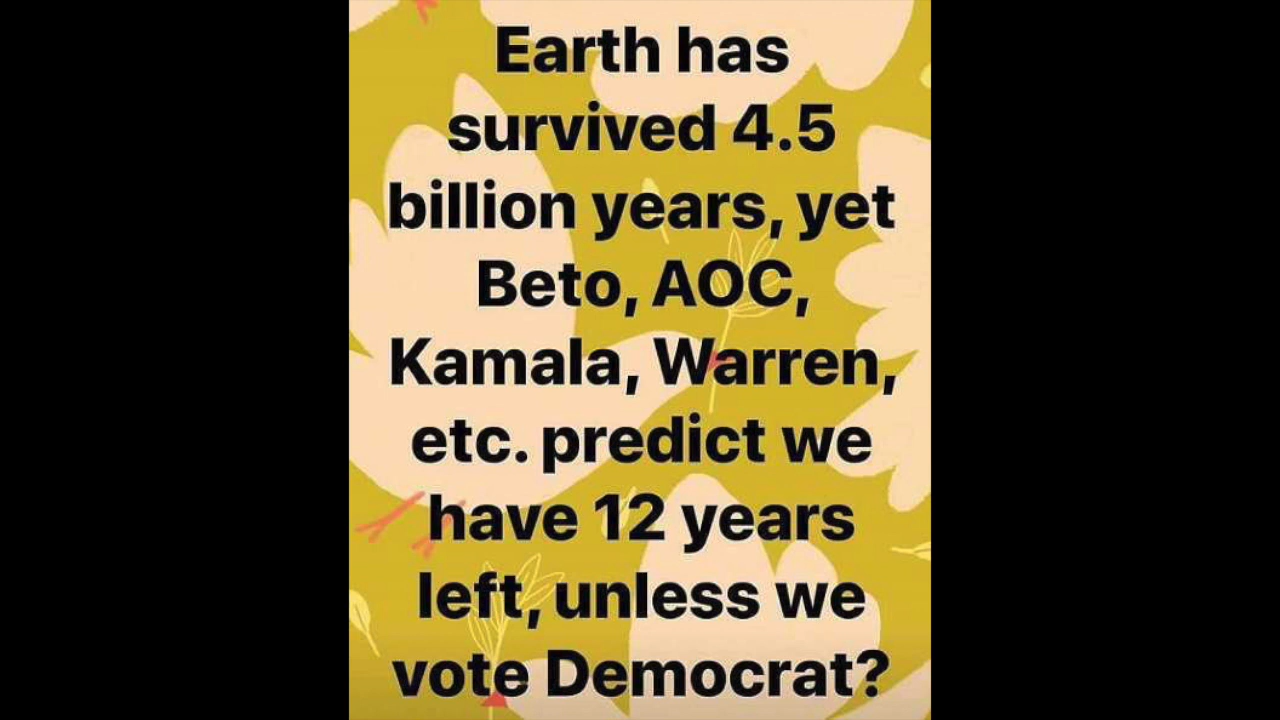 Earth has
survived 4.5
billion years, yet
Beto, AOC,
Kamala, Warren,
etc. predict we
have 12 years
left, unless we
vote Democrat?